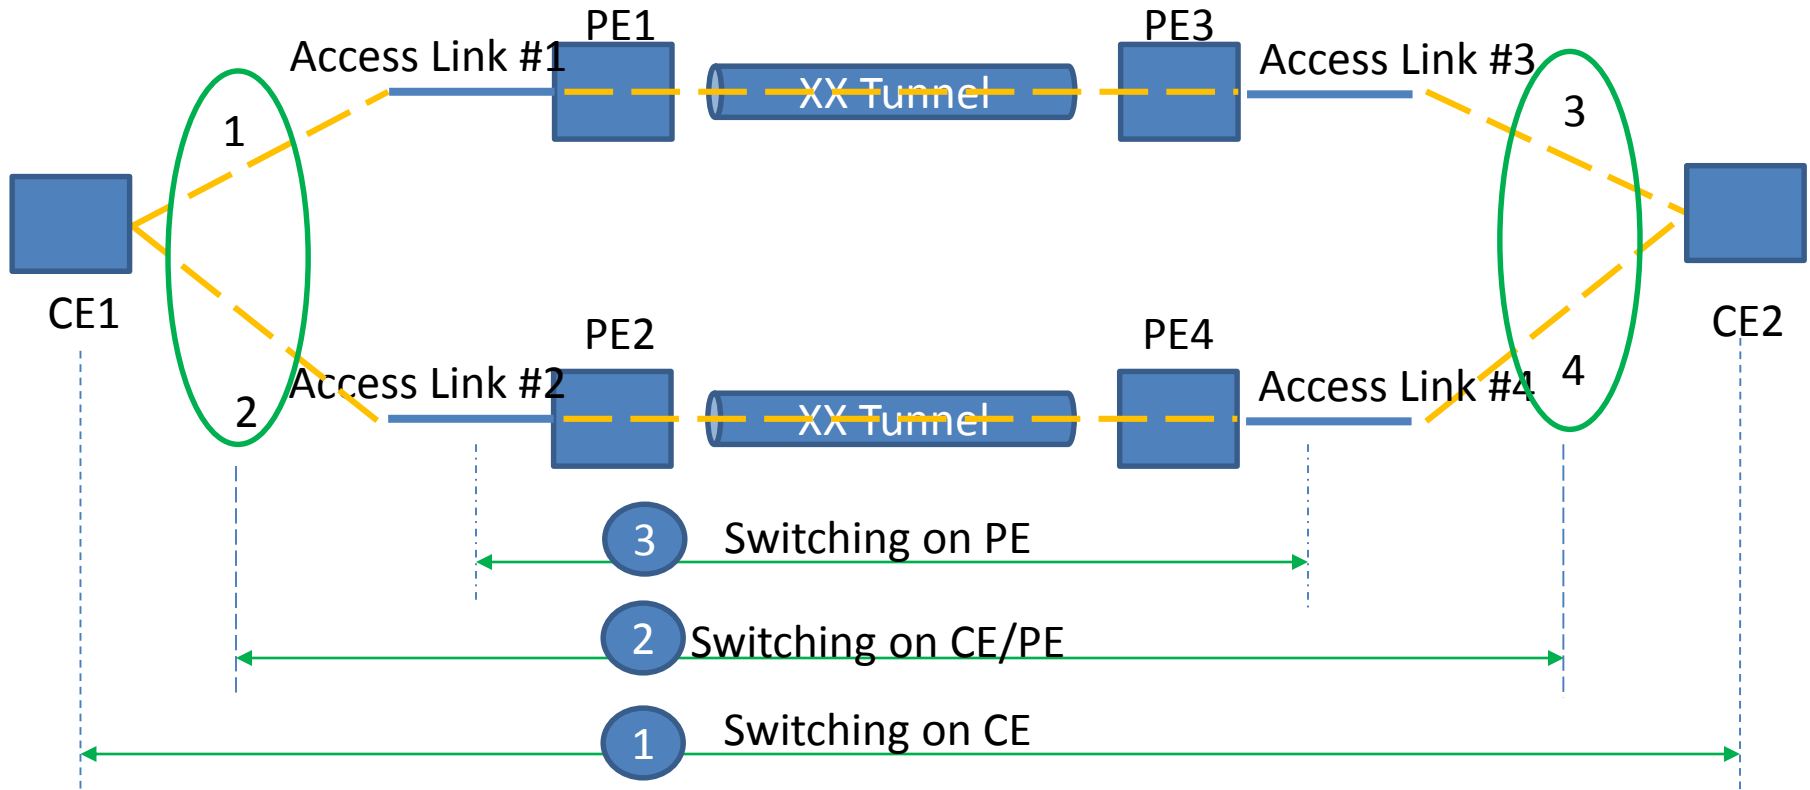 PE1
PE3
Access Link #1
Access Link #3
XX Tunnel
1
3
CE1
CE2
PE2
PE4
Access Link #2
Access Link #4
XX Tunnel
2
4
3 Switching on PE
2 Switching on CE/PE
1 Switching on CE